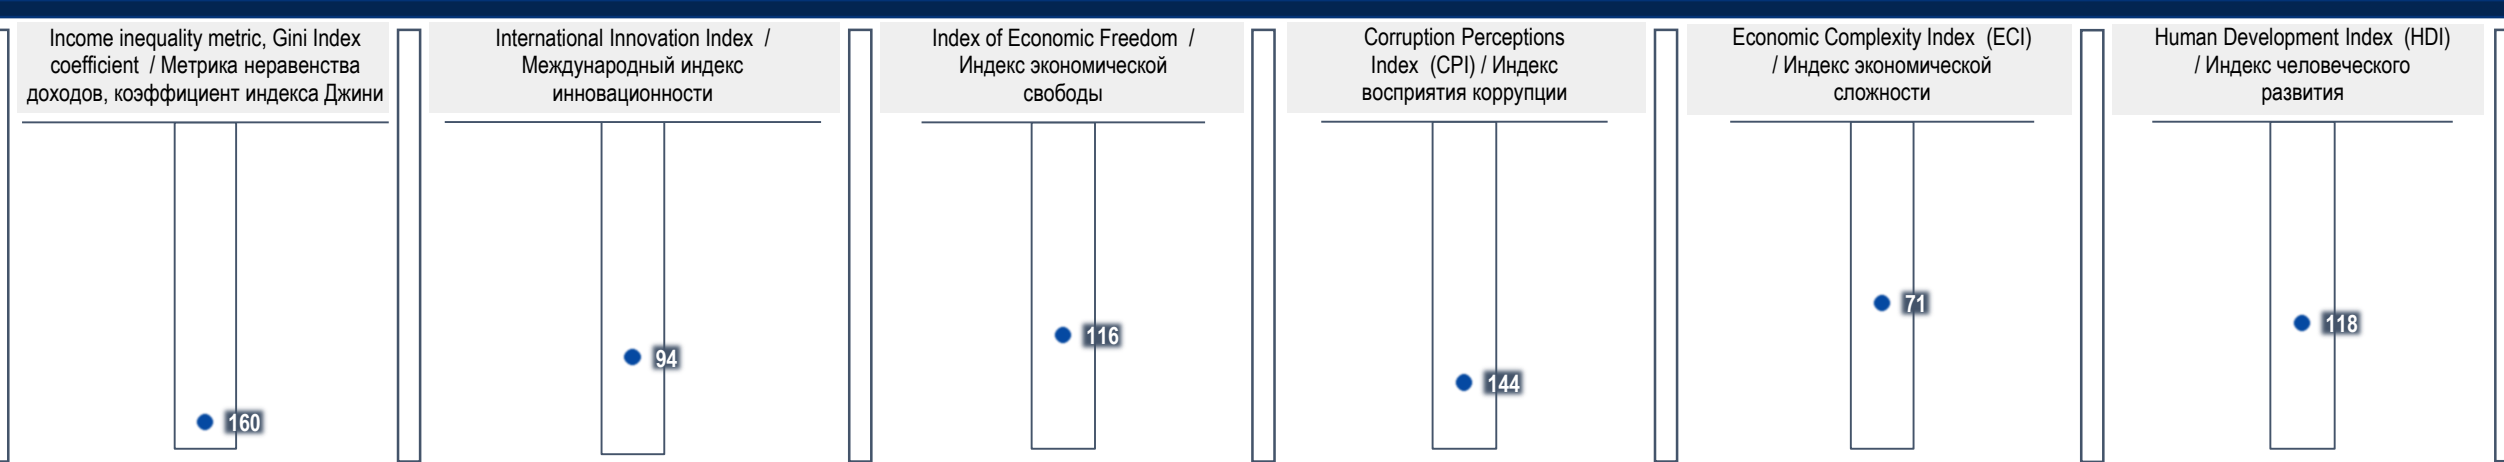 Income inequality metric, Gini Index
coefficient / Метрика неравенства
доходов, коэффициент индекса Джини
International Innovation Index /
Международный индекс
инновационности
Index of Economic Freedom /
Индекс экономической
свободы
Corruption Perceptions
Index (CPI) / Индекс
восприятия коррупции
Economic Complexity Index (ECI)
/ Индекс экономической
сложности
Human Development Index (HDI)
/ Индекс человеческого
развития
160
94
116
144
71
118